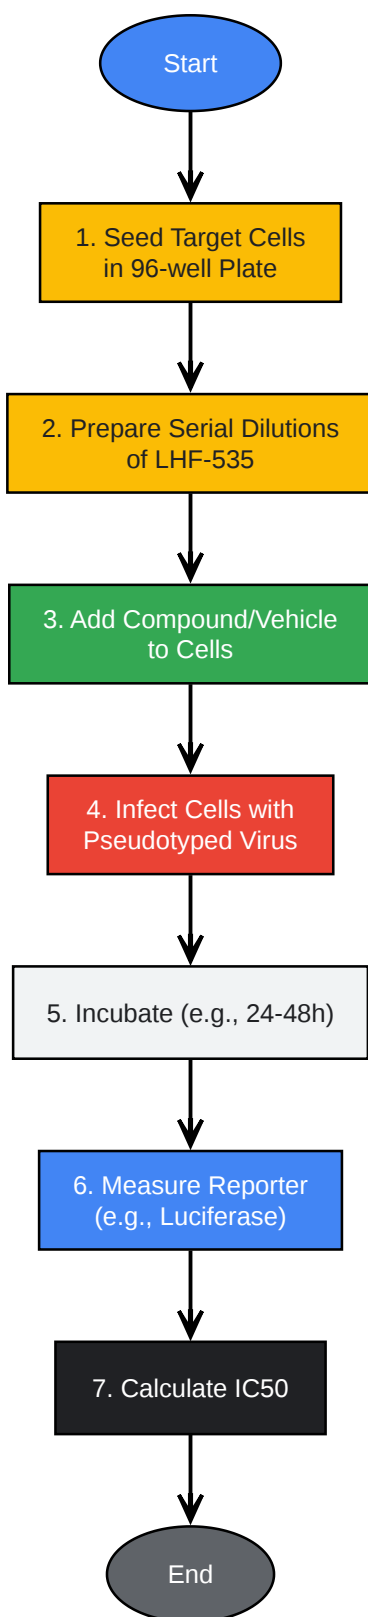 Start
1. Seed Target Cells
in 96-well Plate
2. Prepare Serial Dilutions
of LHF-535
3. Add Compound/Vehicle
to Cells
4. Infect Cells with
Pseudotyped Virus
5. Incubate (e.g., 24-48h)
6. Measure Reporter
(e.g., Luciferase)
7. Calculate IC50
End